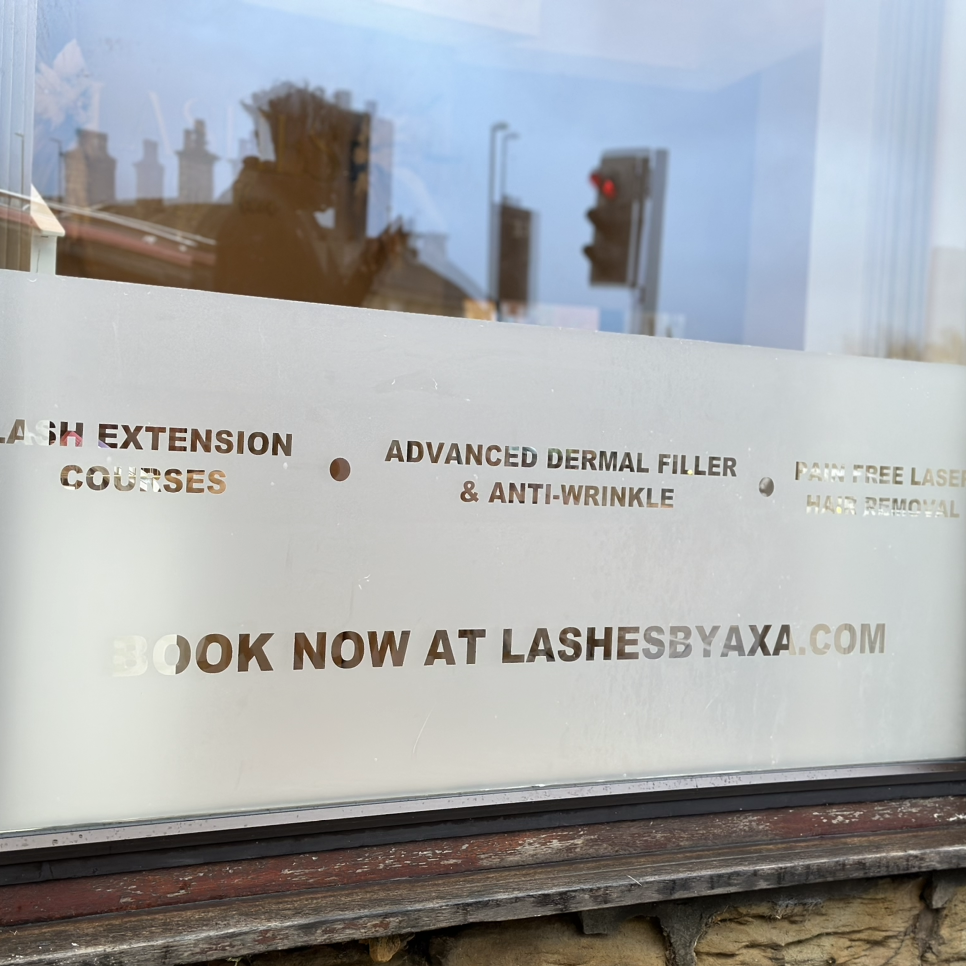 LASH EXTENSION
COURSES
ADVANCED DERMAL FILLER
& ANTI-WRINKLE
PAIN FREE LASER
HAIR REMOVAL
BOOK NOW AT LASHESBYAXA.COM